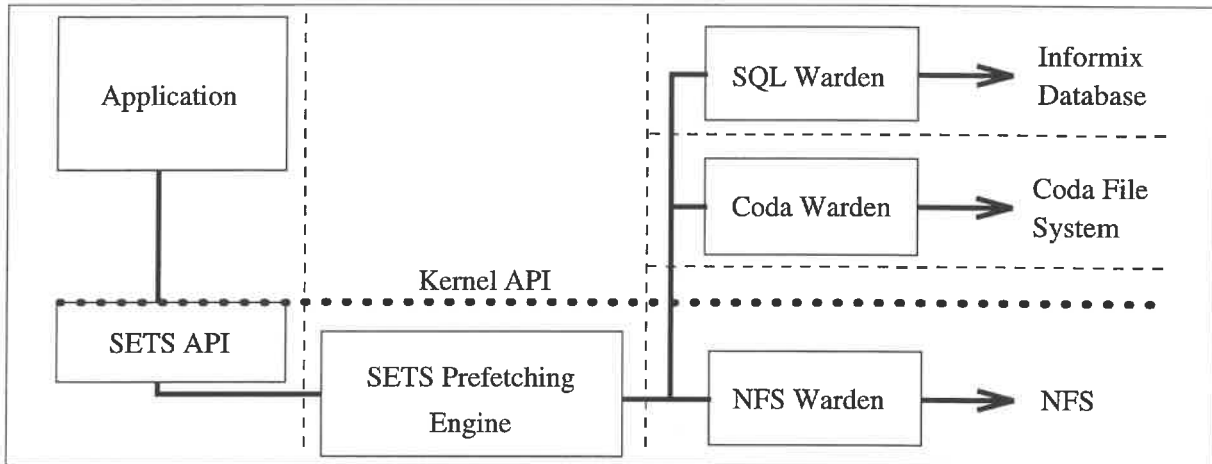 Application
SQL Warden
Informix
Database
Coda Warden
Coda File
System
Kernel API
SETS API
SETS Prefetching
Engine
NFS Warden
NFS